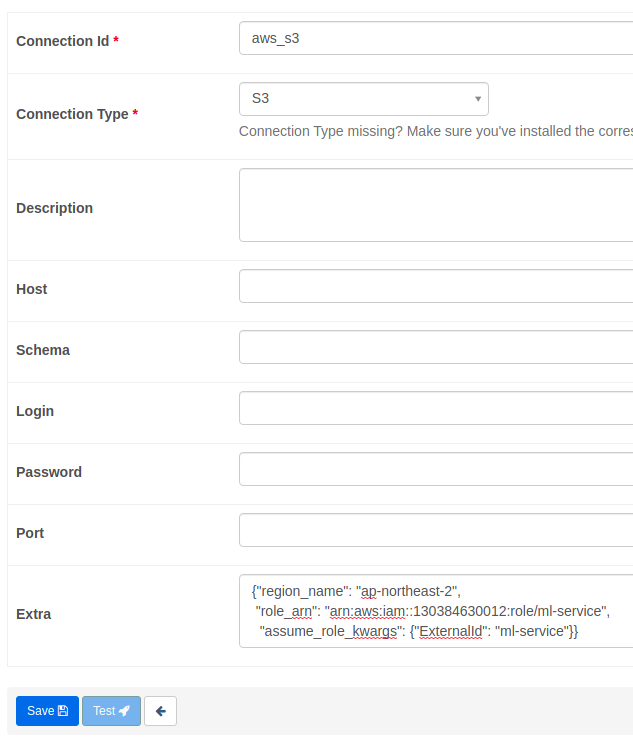 Connection Id *
aws_s3
Connection Type *
S3
Connection Type missing? Make sure you've installed the corres
Description
Host
Schema
Login
Password
Port
Extra
{"region_name": "ap-northeast-2",
"role_arn": "arn:aws:iam::130384630012:role/ml-service",
"assume_role_kwargs": {"ExternalId": "ml-service"}}
Save
Test